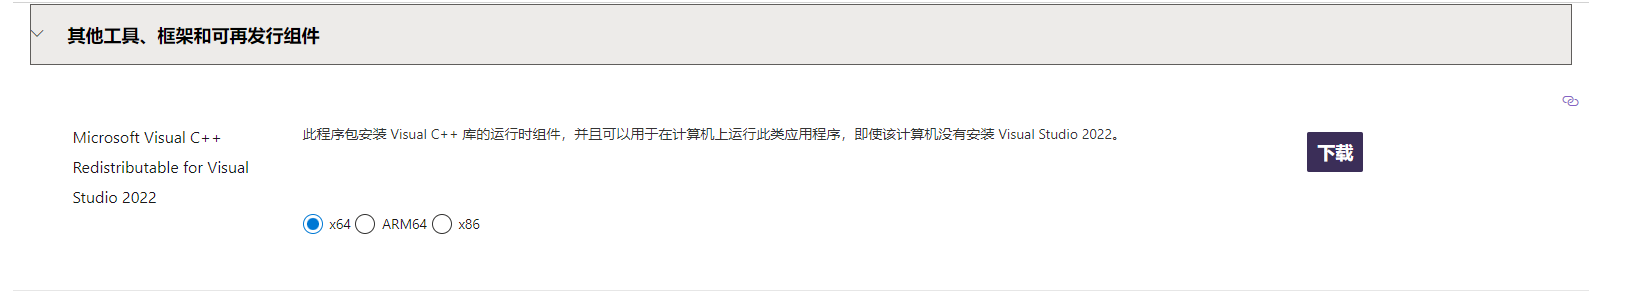 其他工具、框架和可再发行组件
Microsoft Visual C++
Redistributable for Visual
Studio 2022
此程序包安装 Visual C++ 库的运行时组件，并且可以用于在计算机上运行此类应用程序，即使该计算机没有安装 Visual Studio 2022。
x64 ARM64 x86
下载